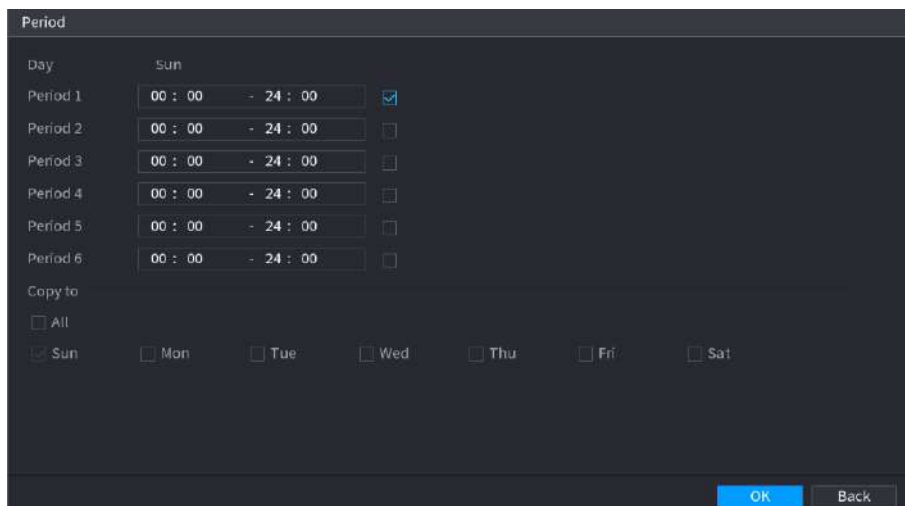 Period
Day Sun
Period 1 00 : 00 - 24 : 00
Period 2 00 : 00 - 24 : 00
Period 3 00 : 00 - 24 : 00
Period 4 00 : 00 - 24 : 00
Period 5 00 : 00 - 24 : 00
Period 6 00 : 00 - 24 : 00
Copy to
All
Sun Mon Tue Wed Thu Fri Sat
OK Back